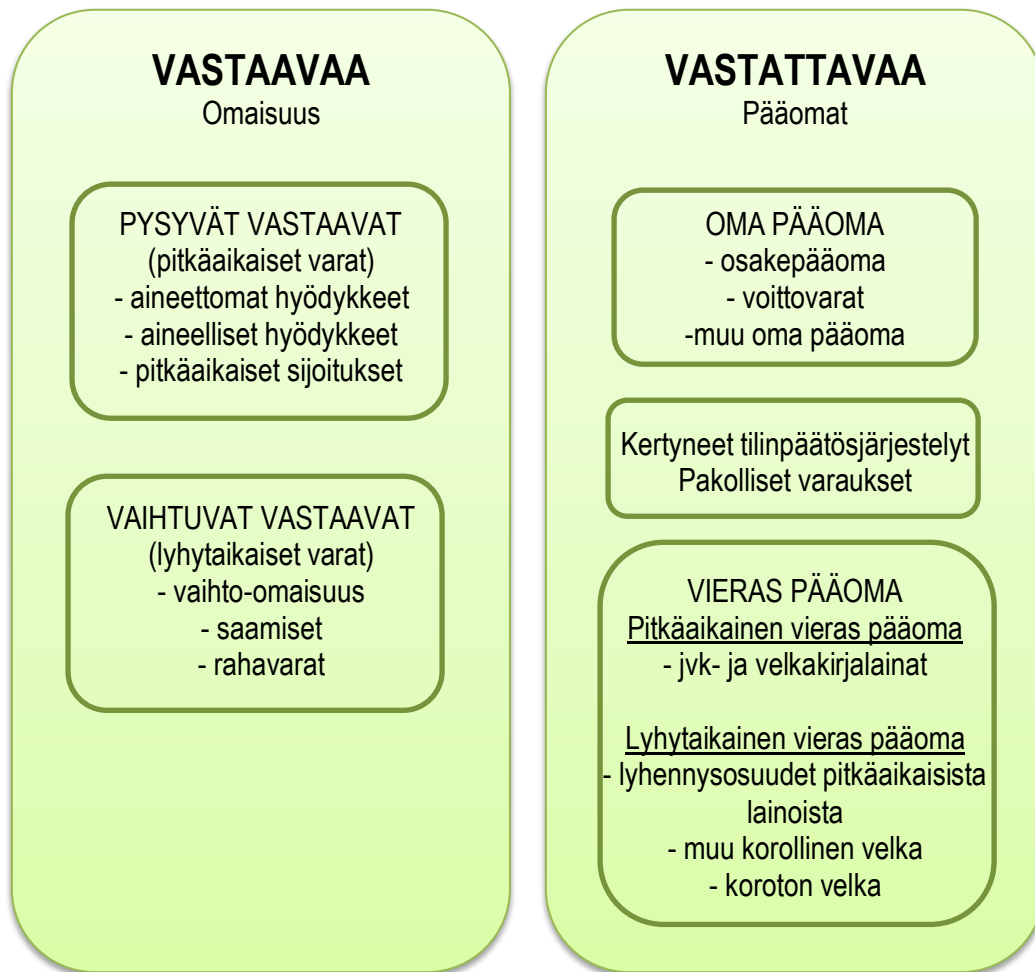 VASTAAVAA
Omaisuus
PYSYVÄT VASTAAVAT
(pitkäaikaiset varat)
- aineettomat hyödykkeet
- aineelliset hyödykkeet
- pitkäaikaiset sijoitukset
VAIHTUVAT VASTAAVAT
(lyhytaikaiset varat)
- vaihto-omaisuus
- saamiset
- rahavarat
VASTATTAVAA
Pääomat
OMA PÄÄOMA
- osakepääoma
- voittovarat
-muu oma pääoma
Kertyneet tilinpäätösjärjestelyt
Pakolliset varaukset
VIERAS PÄÄOMA
Pitkäaikainen vieras pääoma
- jvk- ja velkakirjalainat
Lyhytaikainen vieras pääoma
- lyhennysosuudet pitkäaikaisista
lainoista
- muu korollinen velka
- koroton velka